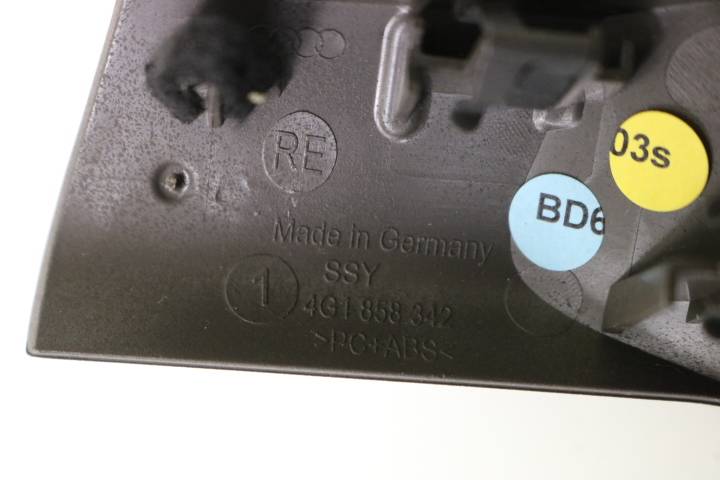 RE
03s
BD6
Made in Germany
SSY
1
4G1 858 342
>PC+ABS<